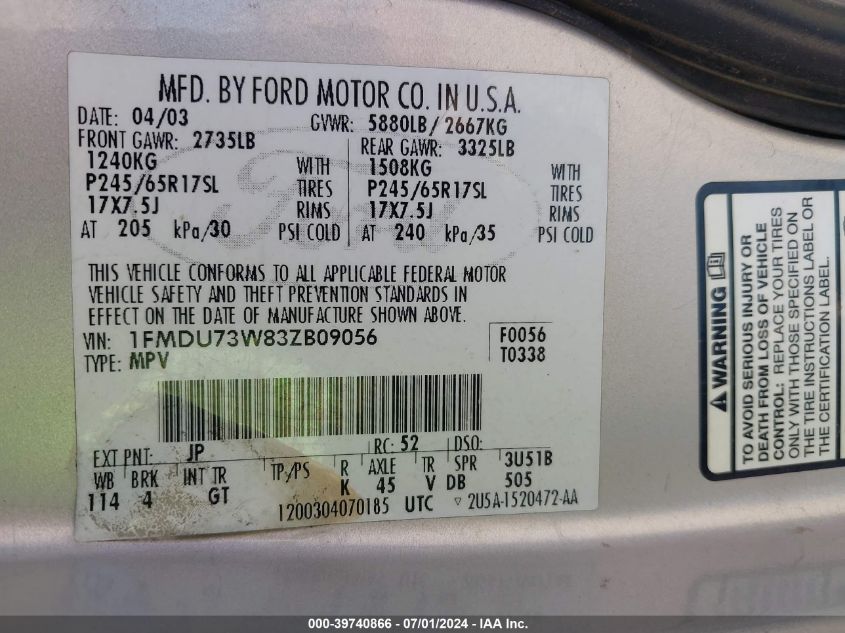 MFD. BY FORD MOTOR CO. IN U.S.A.
DATE: 04/03 GVWR: 5880LB/ 2667KG
FRONT GAWR: 2735LB REAR GAWR: 3325LB
1240KG WITH 1508KG WITH
P245/65R17SL TIRES P245/65R17SL TIRES
17X7.5J RIMS 17X7.5J RIMS
AT 205 kPa/30 PSI COLD AT 240 kPa/35 PSI COLD
THIS VEHICLE CONFORMS TO ALL APPLICABLE FEDERAL MOTOR
VEHICLE SAFETY AND THEFT PREVENTION STANDARDS IN
EFFECT ON THE DATE OF MANUFACTURE SHOWN ABOVE.
VIN: 1FMDU73W83ZB09056 F0056
TYPE: MPV T0338
EXT PNT: JP RC: 52 DSO:
WB BRK INT TR TP/PS R AXLE TR SPR 3U51B
114 4 GT K 45 V DB 505
1200304070185 UTC ▽ 2U5A-1520472-AA
Ford
⚠ WARNING
TO AVOID SERIOUS INJURY OR
DEATH FROM LOSS OF VEHICLE
CONTROL: REPLACE YOUR TIRES
ONLY WITH THOSE SPECIFIED ON
THE TIRE INSTRUCTIONS LABEL OR
THE CERTIFICATION LABEL.
000-39740866 - 07/01/2024 - IAA Inc.